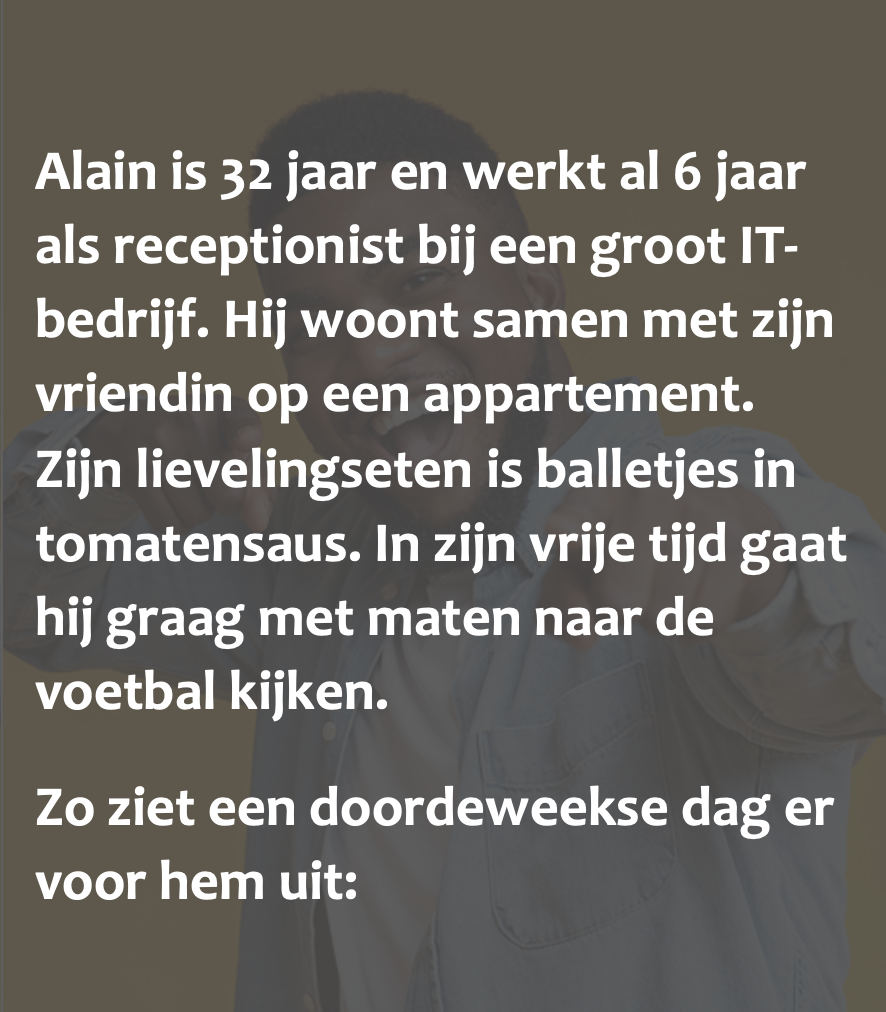 Alain is 32 jaar en werkt al 6 jaar
als receptionist bij een groot IT-
bedrijf. Hij woont samen met zijn
vriendin op een appartement.
Zijn lievelingseten is balletjes in
tomatensaus. In zijn vrije tijd gaat
hij graag met maten naar de
voetbal kijken.
Zo ziet een doordeweekse dag er
voor hem uit: